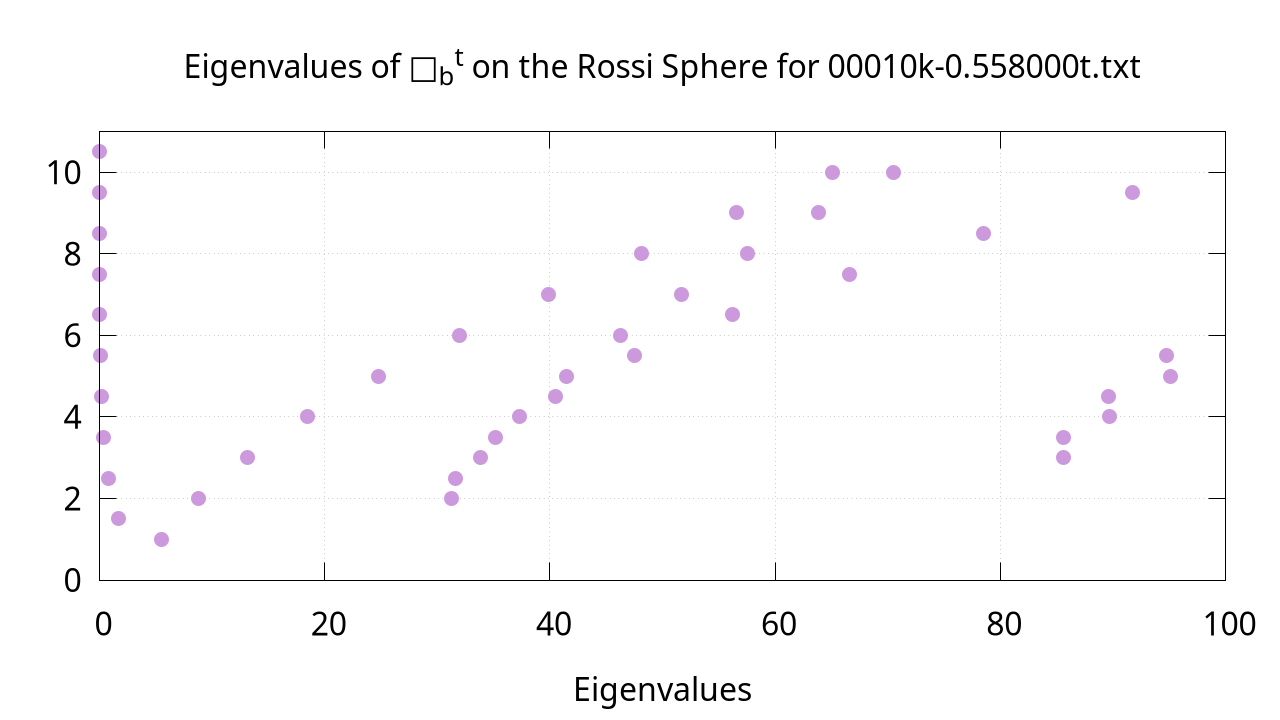 Eigenvalues of □bt on the Rossi Sphere for 00010k-0.558000t.txt
10
8
6
4
2
0
0 20 40 60 80 100
Eigenvalues